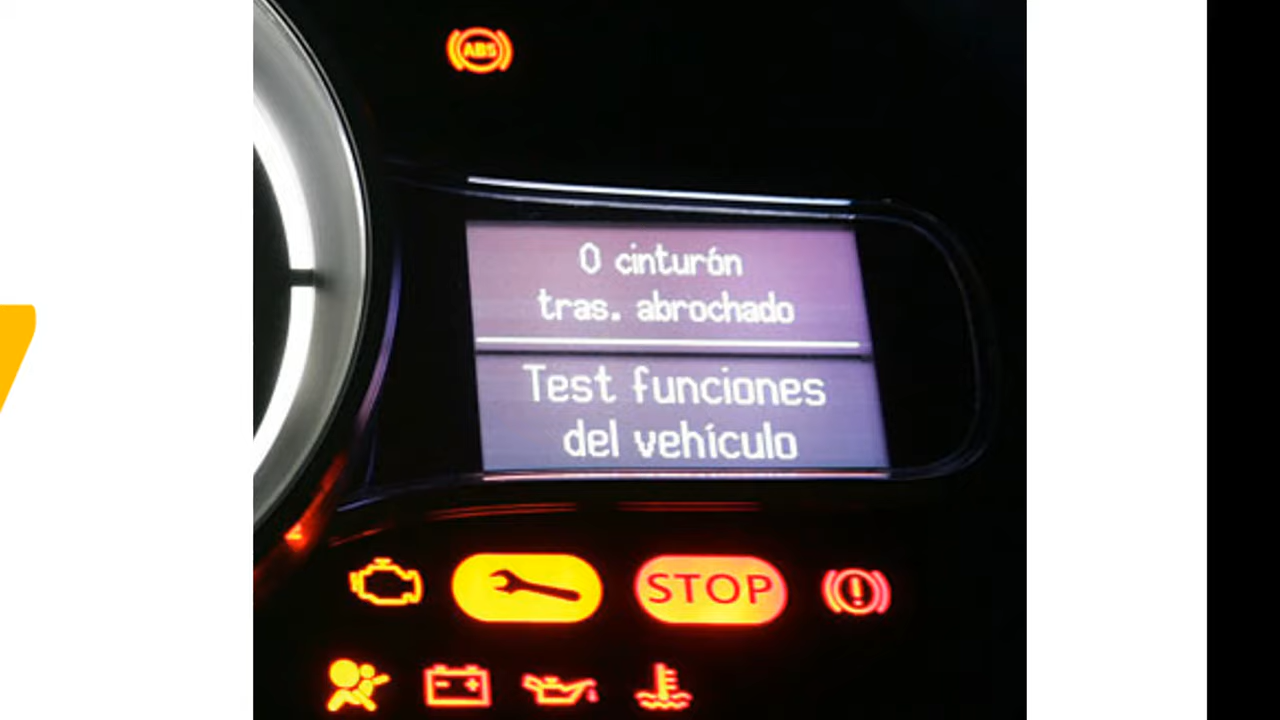 ABS
0 cinturón
tras. abrochado
Test funciones
del vehículo
STOP